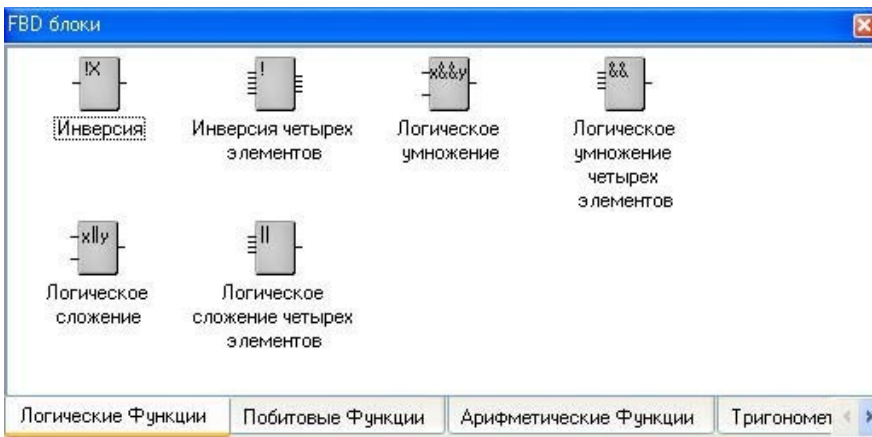 FBD блоки
!X
!
x&&y
&&
Инверсия
Инверсия четырех
элементов
Логическое
умножение
Логическое
умножение
четырех
элементов
x||y
||
Логическое
сложение
Логическое
сложение четырех
элементов
Логические Функции
Побитовые Функции
Арифметические Функции
Тригономет